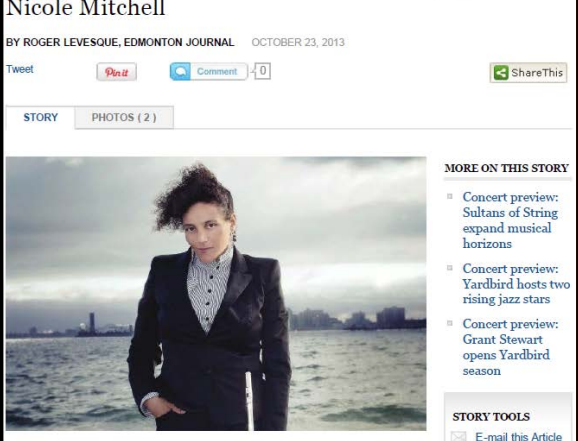 Nicole Mitchell
BY ROGER LEVESQUE, EDMONTON JOURNAL OCTOBER 23, 2013
Tweet
Pin it
Comment
0
ShareThis
STORY
PHOTOS ( 2 )
MORE ON THIS STORY
Concert preview:
Sultans of String
expand musical
horizons
Concert preview:
Yardbird hosts two
rising jazz stars
Concert preview:
Grant Stewart
opens Yardbird
season
STORY TOOLS
E-mail this Article